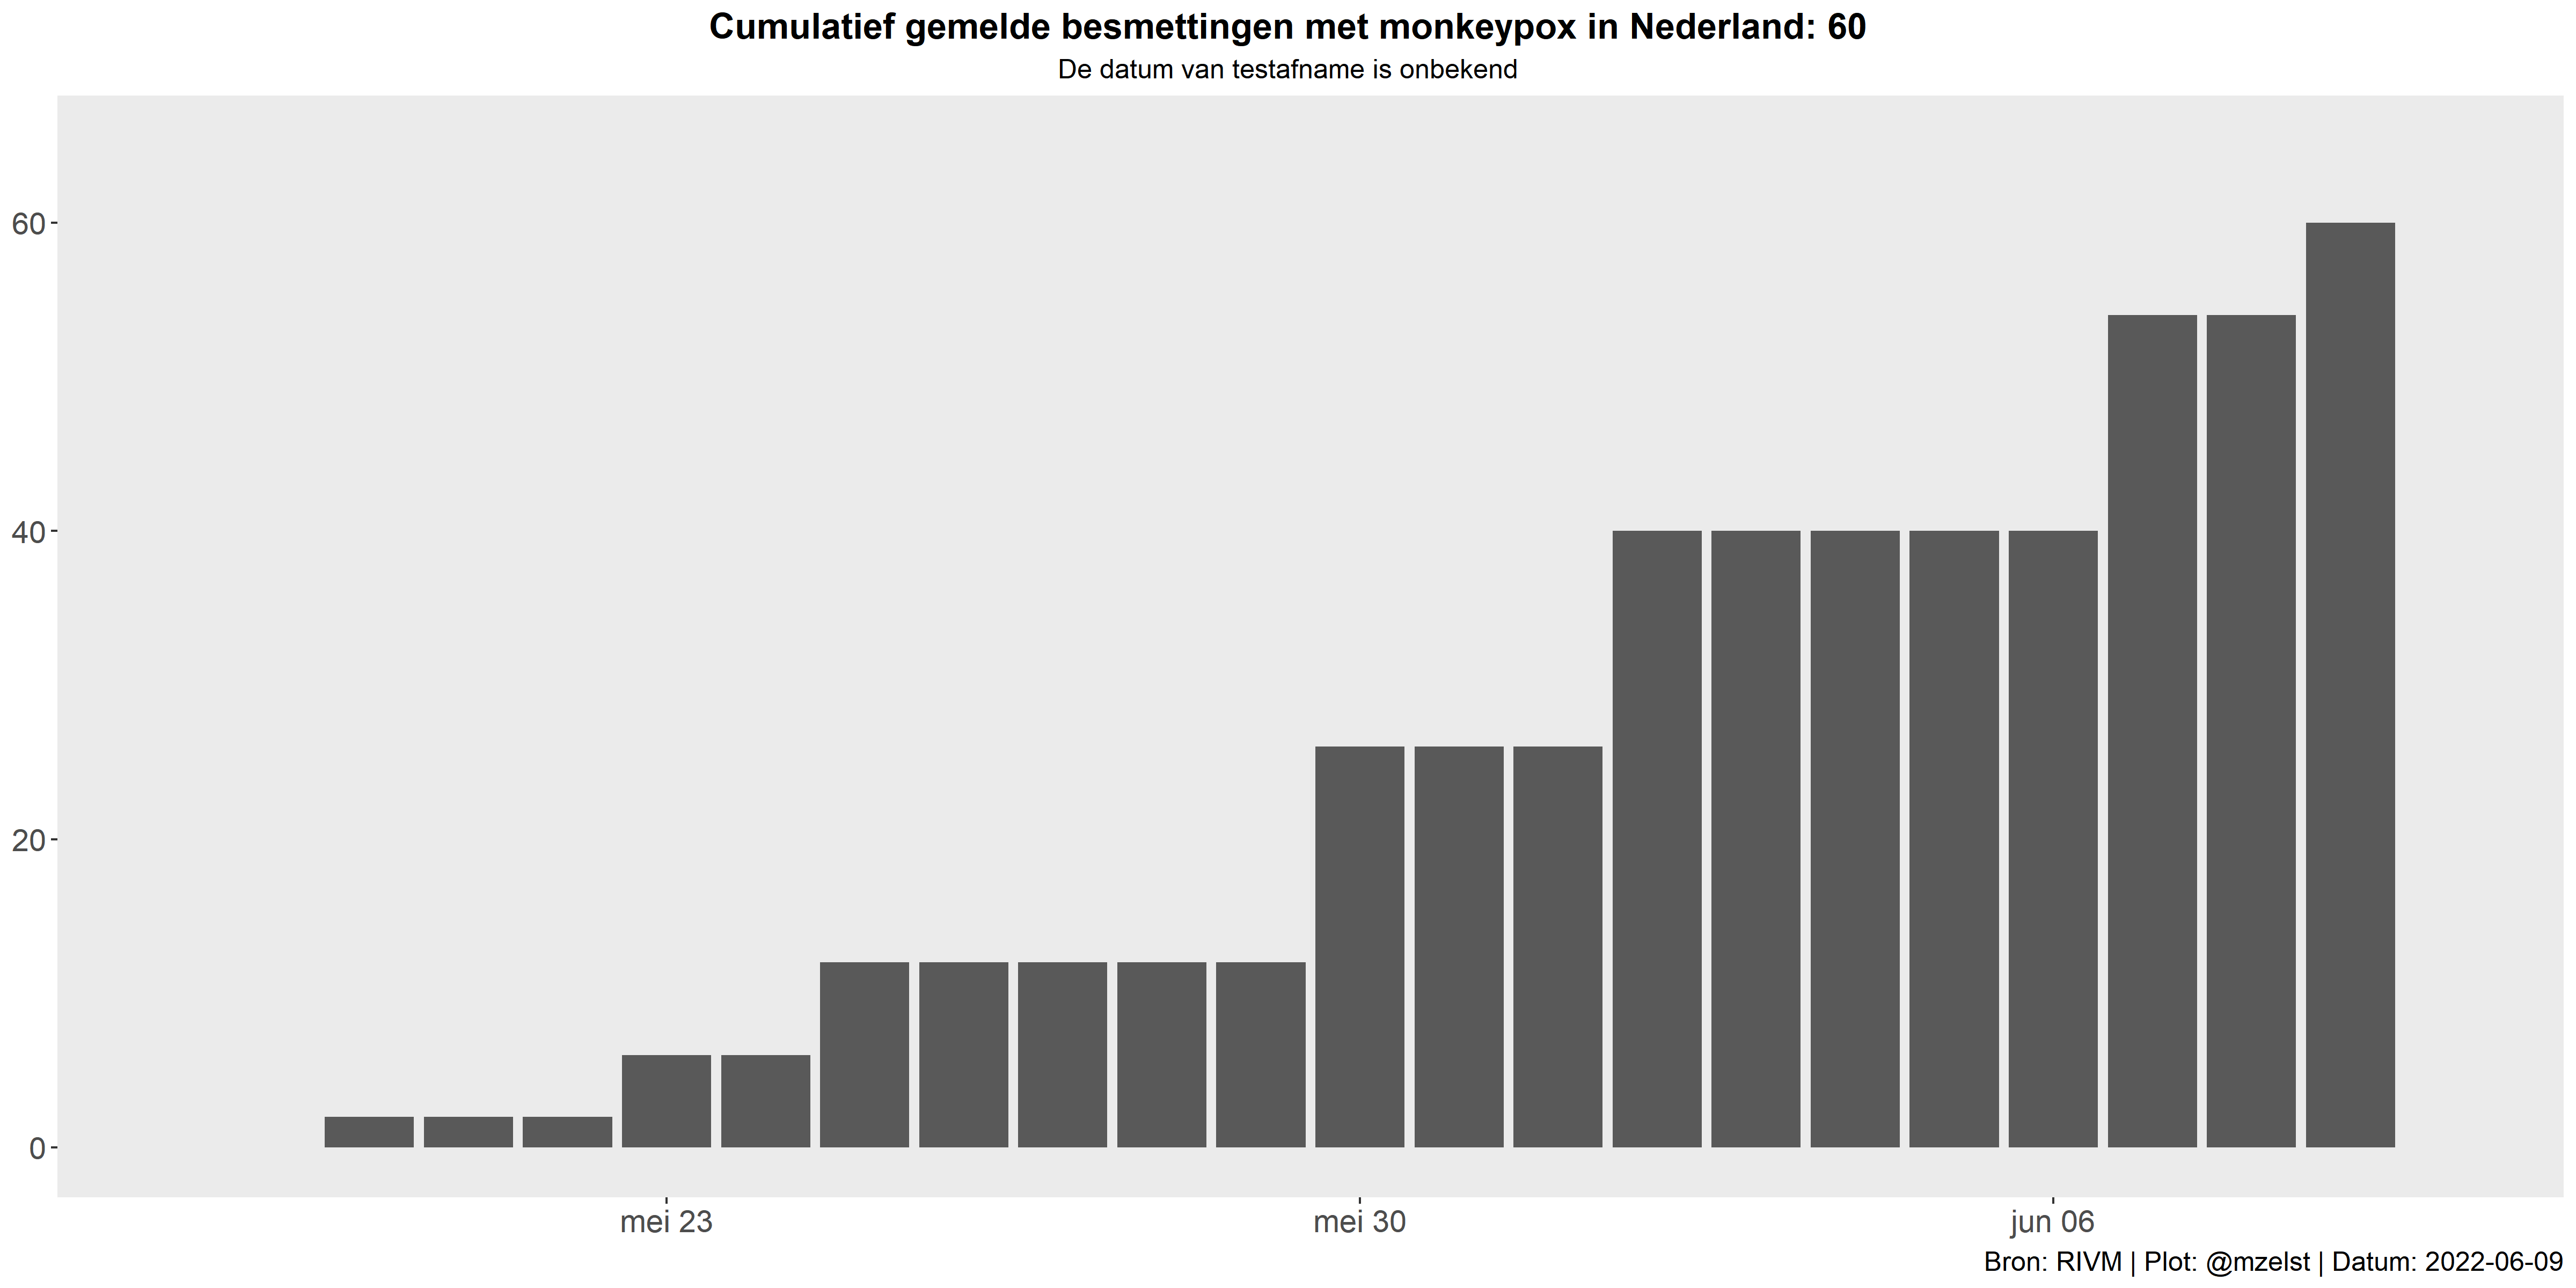 Cumulatief gemelde besmettingen met monkeypox in Nederland: 60
De datum van testafname is onbekend
60
40
20
0
mei 23
mei 30
jun 06
Bron: RIVM | Plot: @mzelst | Datum: 2022-06-09